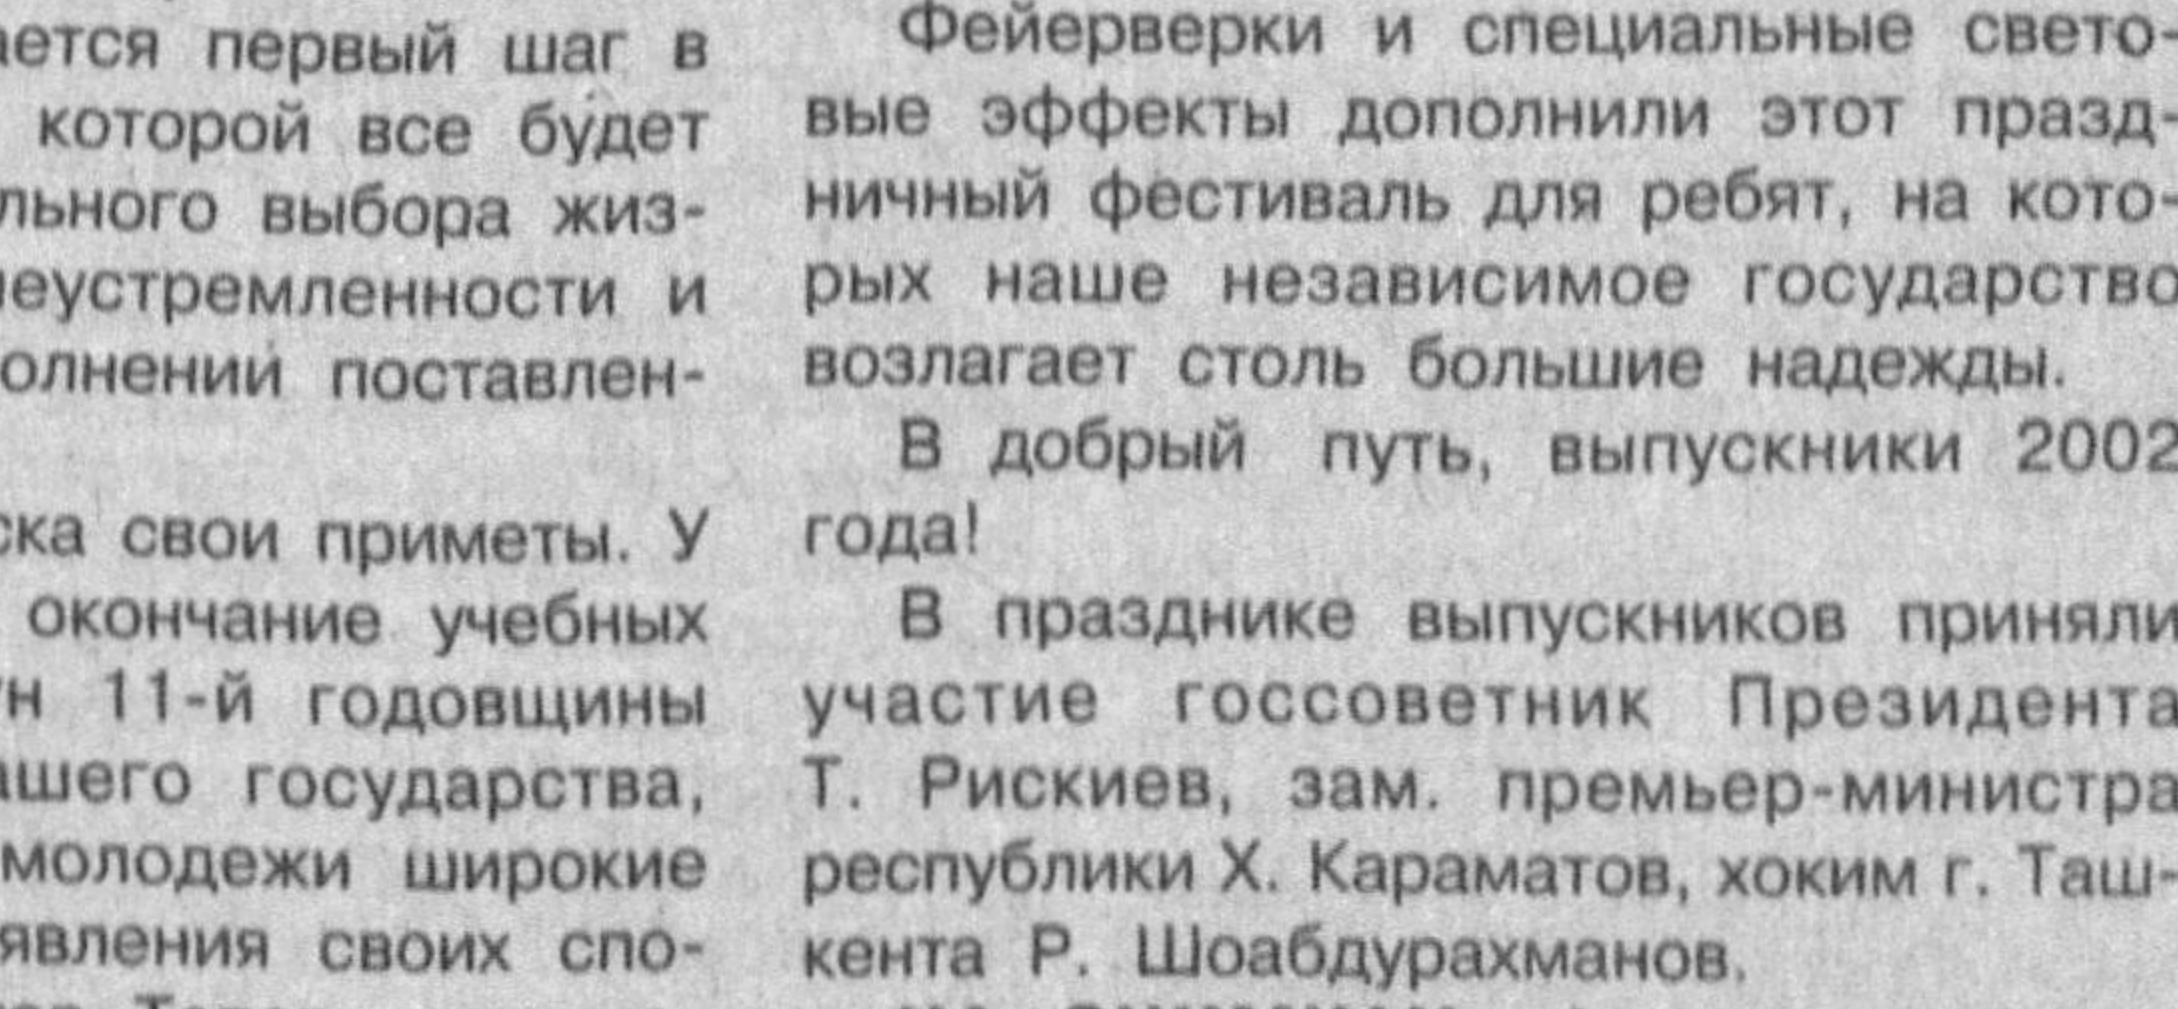 ается первый шаг в
которой все будет
льного выбора жиз-
неустремленности и
олнений поставлен-
ска свои приметы. У
окончание учебных
11-й годовщины
ашего государства,
молодежи широкие
явления своих спо-
Фейерверки и специальные свето-
вые эффекты дополнили этот празд-
ничный фестиваль для ребят, на кото-
рых наше независимое государство
возлагает столь большие надежды.
В добрый путь, выпускники 2002
года!
В празднике выпускников приняли
участие госсоветник Президента
Т. Рискиев, зам. премьер-министра
республики Х. Караматов, хоким г. Таш-
кента Р. Шоабдурахманов.